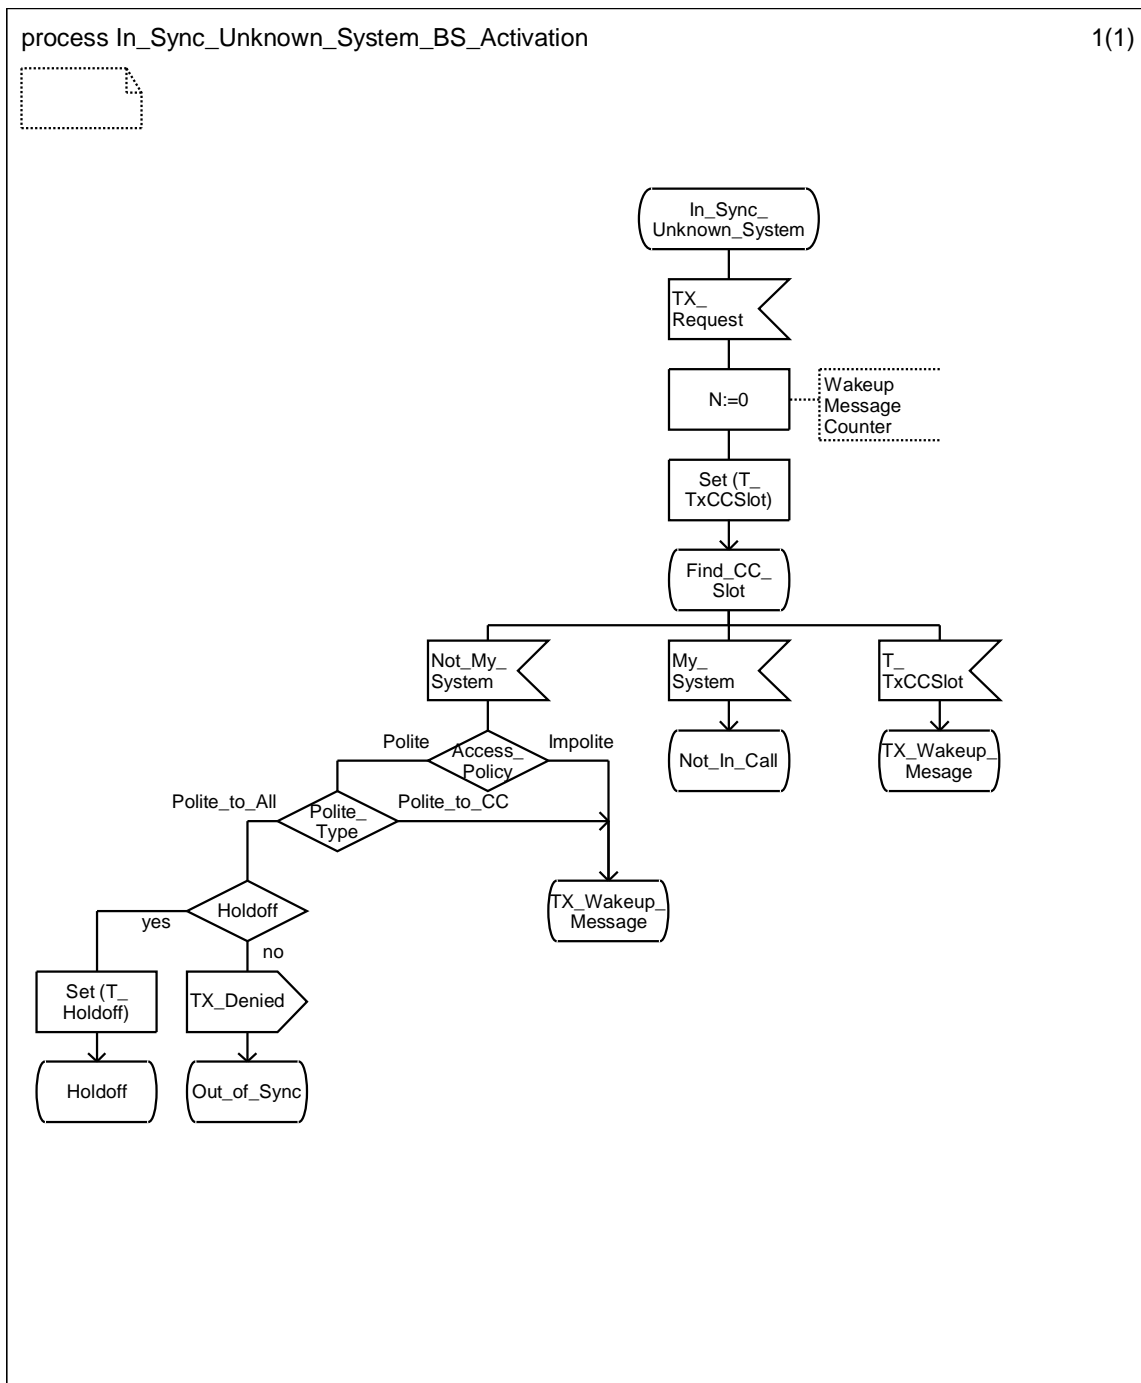 process In_Sync_Unknown_System_BS_Activation
1(1)
In_Sync_
Unknown_System
TX_
Request
N:=0
Wakeup
Message
Counter
Set (T_
TxCCSlot)
Find_CC_
Slot
Not_My_
System
My_
System
T_
TxCCSlot
Polite
Access_
Policy
Impolite
Not_In_Call
TX_Wakeup_
Mesage
Polite_to_All
Polite_
Type
Polite_to_CC
Holdoff
yes
no
TX_Wakeup_
Message
Set (T_
Holdoff)
TX_Denied
Holdoff
Out_of_Sync